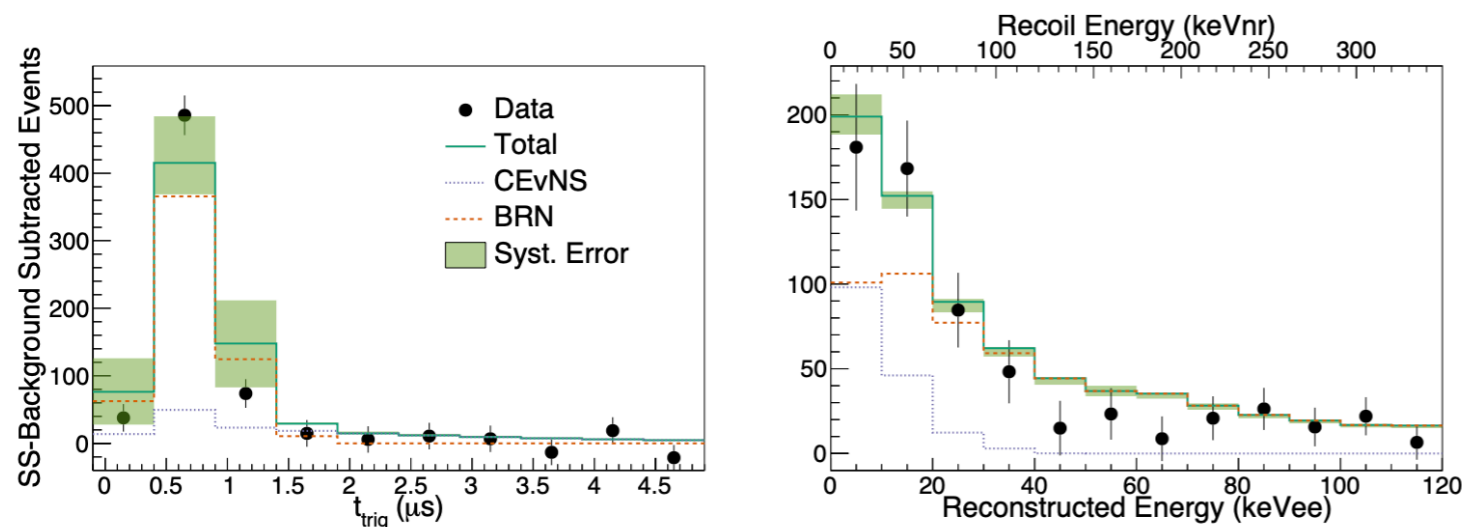 SS-Background Subtracted Events
500
400
300
200
100
0
0 0.5 1 1.5 2 2.5 3 3.5 4 4.5
t_trig (μs)
Data
Total
CEvNS
BRN
Syst. Error
Recoil Energy (keVnr)
0 50 100 150 200 250 300
200
150
100
50
0
0 20 40 60 80 100 120
Reconstructed Energy (keVee)